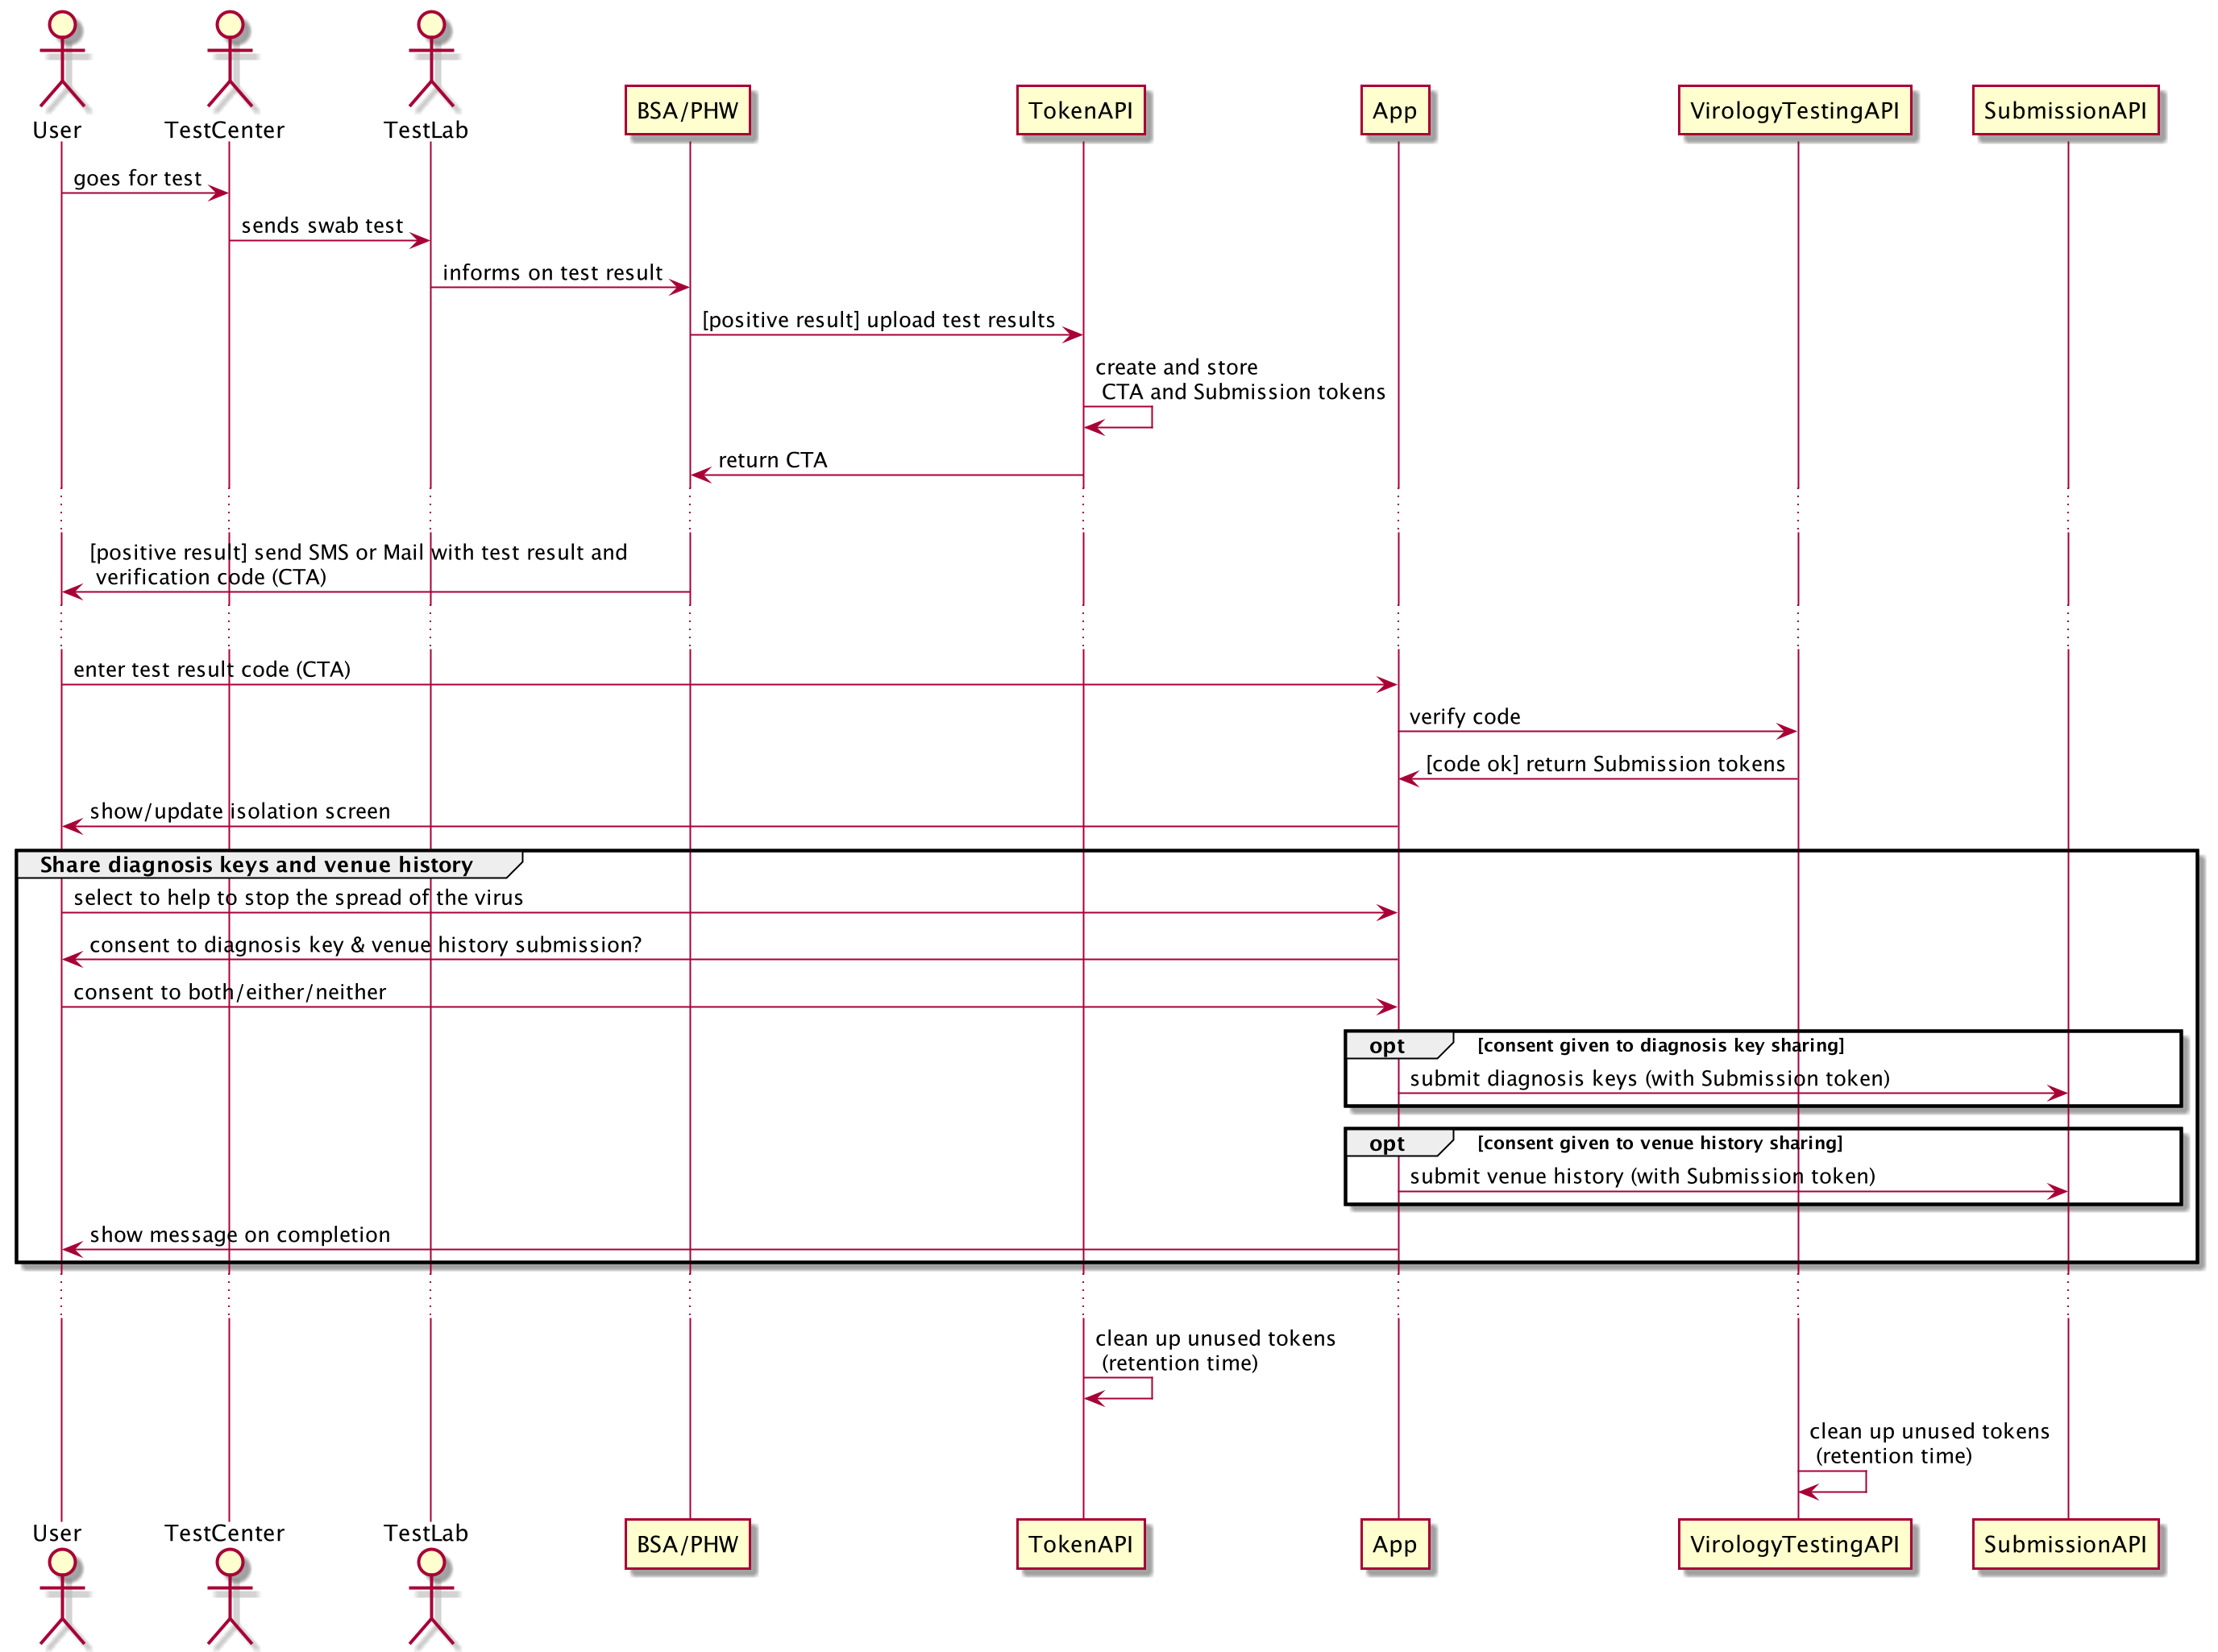 User
TestCenter
TestLab
BSA/PHW
TokenAPI
App
VirologyTestingAPI
SubmissionAPI
goes for test
sends swab test
informs on test result
[positive result] upload test results
create and store
CTA and Submission tokens
return CTA
[positive result] send SMS or Mail with test result and
verification code (CTA)
enter test result code (CTA)
verify code
[code ok] return Submission tokens
show/update isolation screen
Share diagnosis keys and venue history
select to help to stop the spread of the virus
consent to diagnosis key & venue history submission?
consent to both/either/neither
opt [consent given to diagnosis key sharing]
submit diagnosis keys (with Submission token)
opt [consent given to venue history sharing]
submit venue history (with Submission token)
show message on completion
clean up unused tokens
(retention time)
clean up unused tokens
(retention time)
User
TestCenter
TestLab
BSA/PHW
TokenAPI
App
VirologyTestingAPI
SubmissionAPI